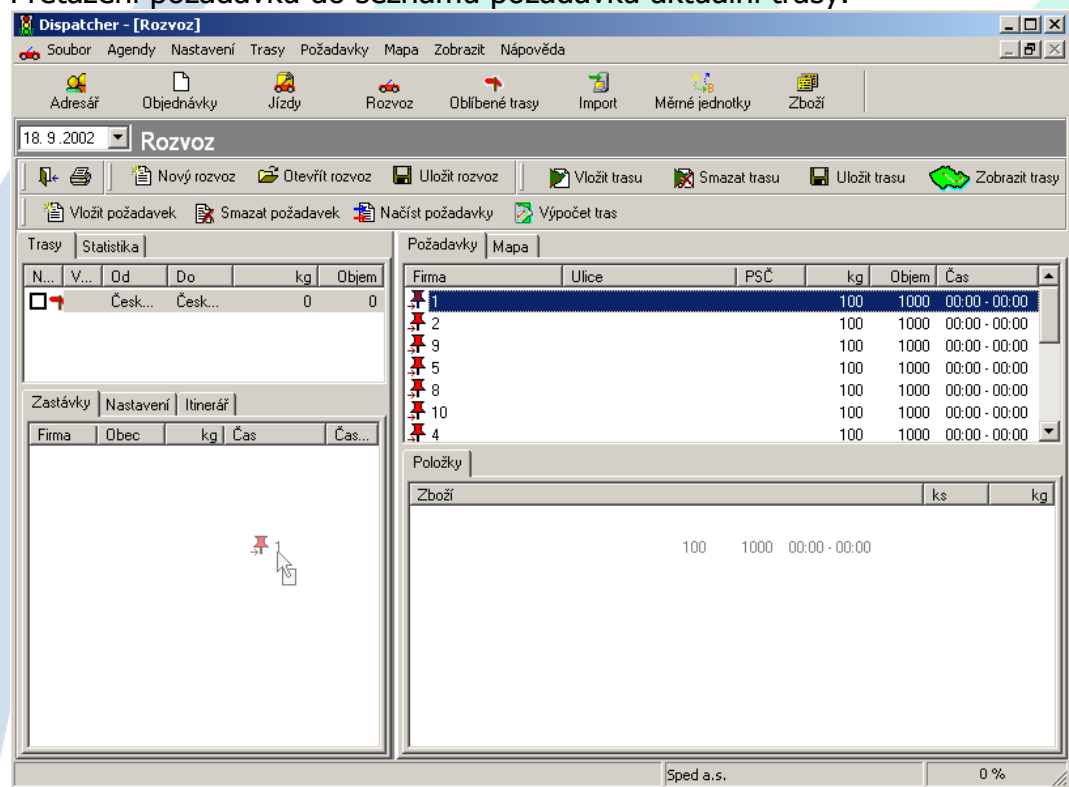 Přetažení požadavku do seznamu požadavků aktuální trasy.
Dispatcher - [Rozvoz]
Soubor Agendy Nastavení Trasy Požadavky Mapa Zobrazit Nápověda
Adresář Objednávky Jízdy Rozvoz Oblíbené trasy Import Měrné jednotky Zboží
18. 9.2002 Rozvoz
Nový rozvoz Otevřít rozvoz Uložit rozvoz Vložit trasu Smazat trasu Uložit trasu Zobrazit trasy
Vložit požadavek Smazat požadavek Načíst požadavky Výpočet tras
Trasy Statistika
N... V... Od Do kg Objem
Česk... Česk... 0 0
Zastávky Nastavení Itinerář
Firma Obec kg Čas Čas...
1
Požadavky Mapa
Firma Ulice PSČ kg Objem Čas
1 100 1000 00:00 - 00:00
2 100 1000 00:00 - 00:00
9 100 1000 00:00 - 00:00
5 100 1000 00:00 - 00:00
8 100 1000 00:00 - 00:00
10 100 1000 00:00 - 00:00
4 100 1000 00:00 - 00:00
Položky
Zboží ks kg
100 1000 00:00 - 00:00
Sped a.s. 0 %